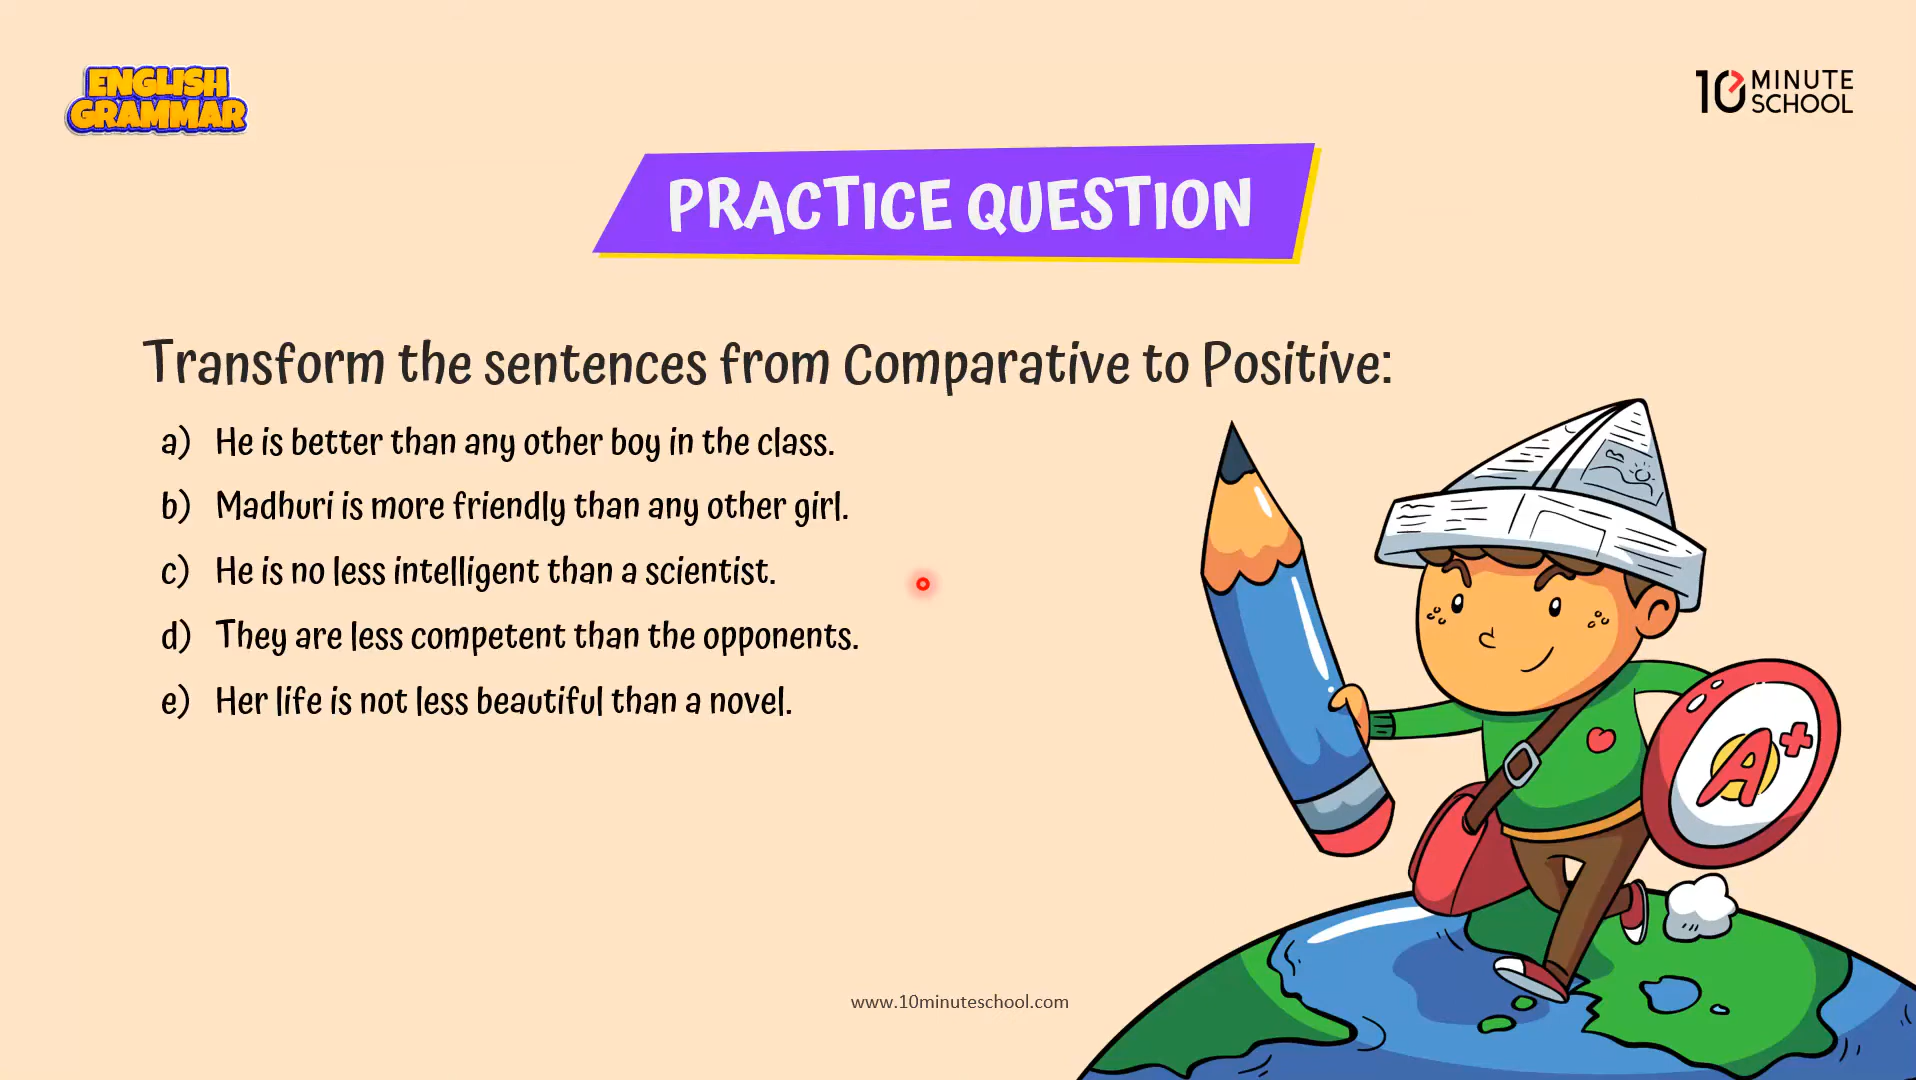 ENGLISH
GRAMMAR
10 MINUTE
SCHOOL
PRACTICE QUESTION
Transform the sentences from Comparative to Positive:
a) He is better than any other boy in the class.
b) Madhuri is more friendly than any other girl.
c) He is no less intelligent than a scientist.
d) They are less competent than the opponents.
e) Her life is not less beautiful than a novel.
A+
www.10minuteschool.com